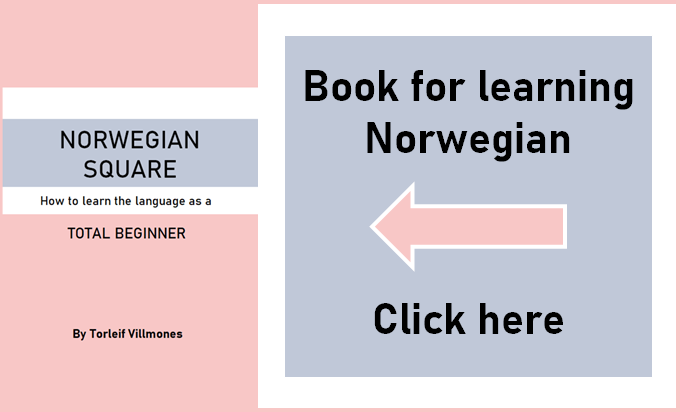 NORWEGIAN
SQUARE
How to learn the language as a
TOTAL BEGINNER
By Torleif Villmones
Book for learning
Norwegian
Click here